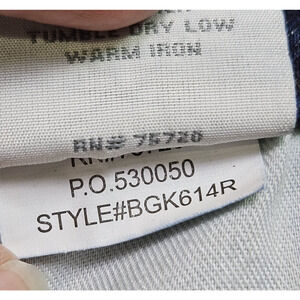 TUMBLE DRY LOW
WARM IRON
RN# 75720
P.O.530050
STYLE#BGK614R